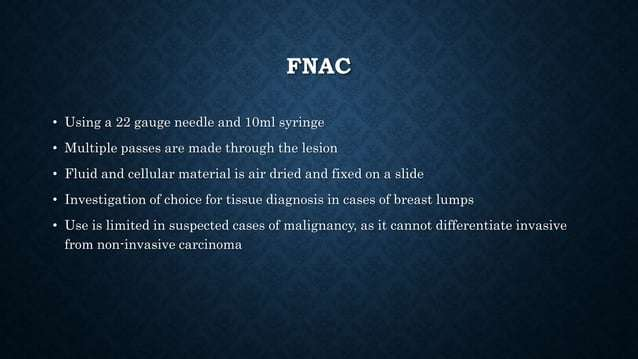 FNAC
• Using a 22 gauge needle and 10ml syringe
• Multiple passes are made through the lesion
• Fluid and cellular material is air dried and fixed on a slide
• Investigation of choice for tissue diagnosis in cases of breast lumps
• Use is limited in suspected cases of malignancy, as it cannot differentiate invasive
from non-invasive carcinoma